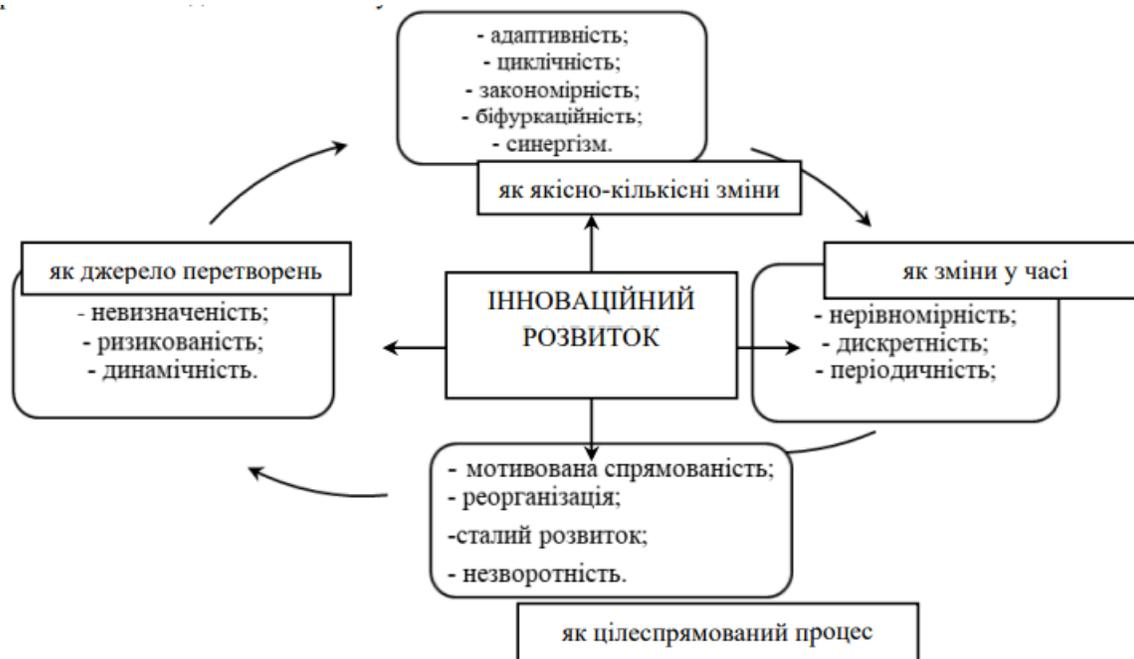 - адаптивність;
- циклічність;
- закономірність;
- біфуркаційність;
- синергізм.
як якісно-кількісні зміни
як джерело перетворень
- невизначеність;
- ризикованість;
- динамічність.
ІННОВАЦІЙНИЙ
РОЗВИТОК
як зміни у часі
- нерівномірність;
- дискретність;
- періодичність;
- мотивована спрямованість;
- реорганізація;
-сталий розвиток;
- незворотність.
як цілеспрямований процес